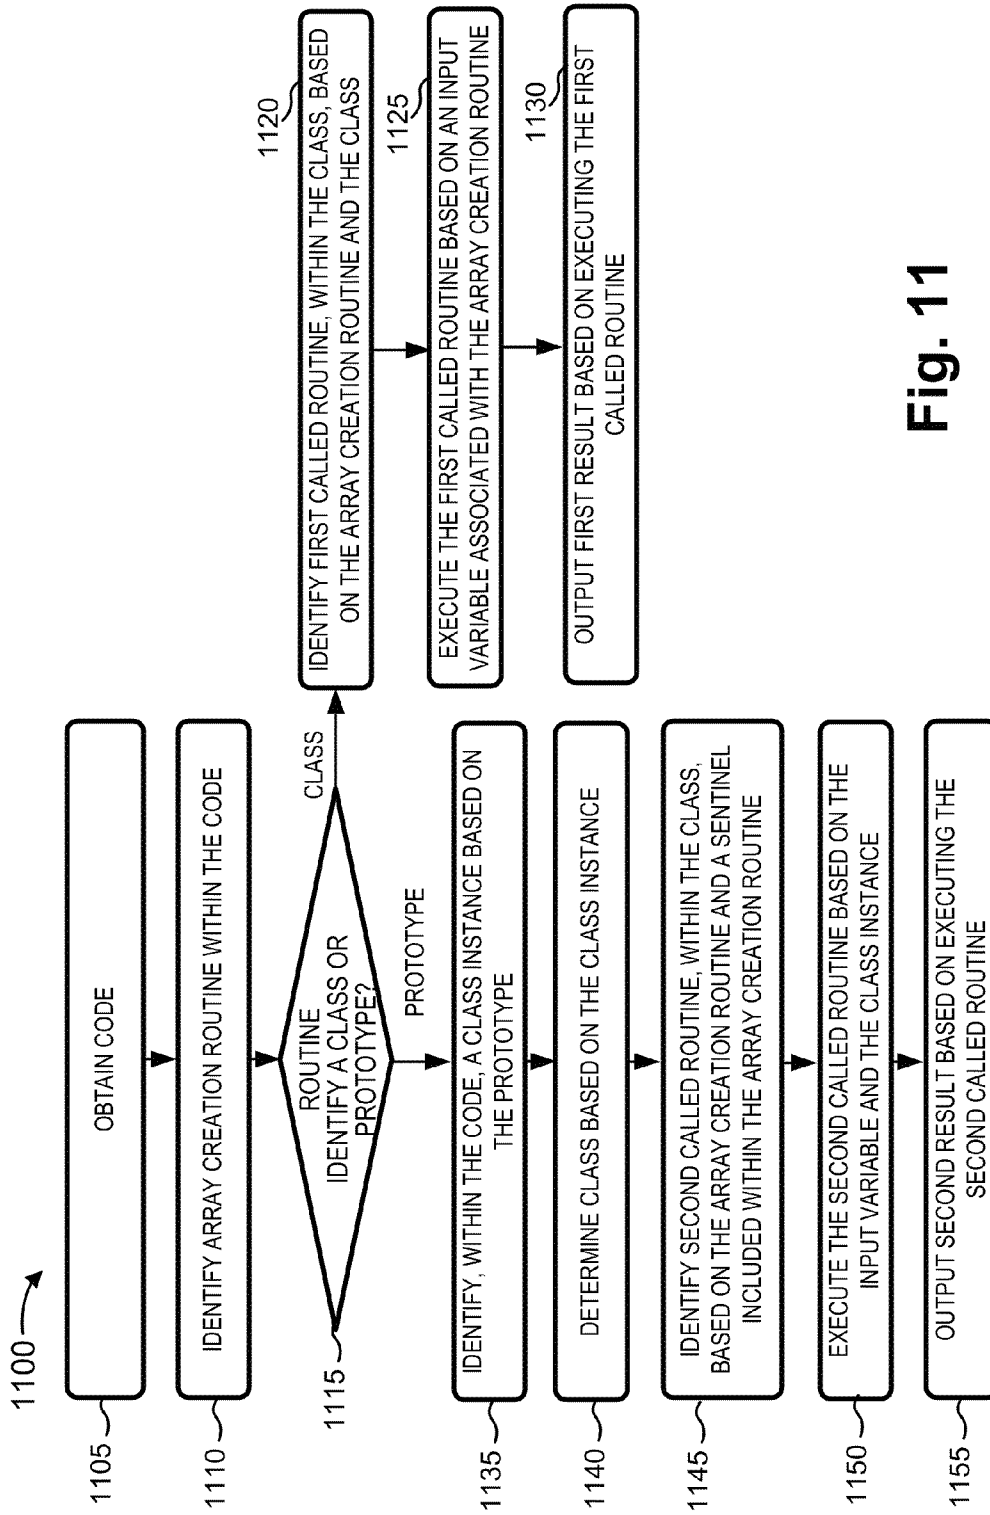 1100
1105
OBTAIN CODE
1110
IDENTIFY ARRAY CREATION ROUTINE WITHIN THE CODE
1115
ROUTINE
IDENTIFY A CLASS OR
PROTOTYPE?
CLASS
PROTOTYPE
1120
IDENTIFY FIRST CALLED ROUTINE, WITHIN THE CLASS, BASED
ON THE ARRAY CREATION ROUTINE AND THE CLASS
1125
EXECUTE THE FIRST CALLED ROUTINE BASED ON AN INPUT
VARIABLE ASSOCIATED WITH THE ARRAY CREATION ROUTINE
1130
OUTPUT FIRST RESULT BASED ON EXECUTING THE FIRST
CALLED ROUTINE
1135
IDENTIFY, WITHIN THE CODE, A CLASS INSTANCE BASED ON
THE PROTOTYPE
1140
DETERMINE CLASS BASED ON THE CLASS INSTANCE
1145
IDENTIFY SECOND CALLED ROUTINE, WITHIN THE CLASS,
BASED ON THE ARRAY CREATION ROUTINE AND A SENTINEL
INCLUDED WITHIN THE ARRAY CREATION ROUTINE
1150
EXECUTE THE SECOND CALLED ROUTINE BASED ON THE
INPUT VARIABLE AND THE CLASS INSTANCE
1155
OUTPUT SECOND RESULT BASED ON EXECUTING THE
SECOND CALLED ROUTINE
Fig. 11